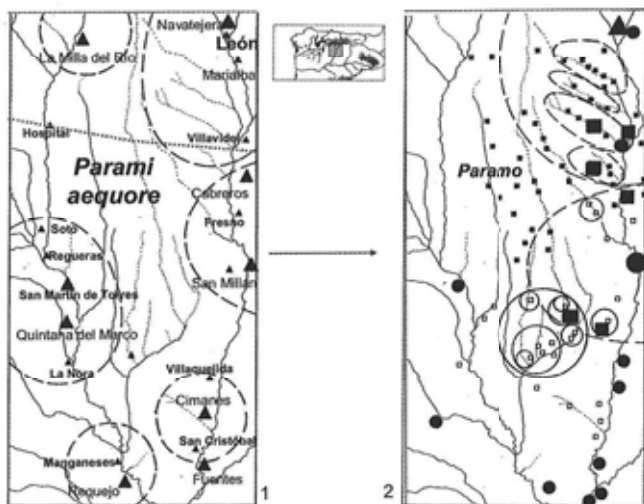 Navatejera
León
La Milla del Río
Marialba
Hospital
Villavidel
Parami
aequore
Cabreros
Fresno
Soto
Regueras
San Millán
San Martín de Torres
Quintana del Marco
La Nora
Villaquejida
Cimanes
San Cristóbal
Manganeses
Requejo
Fuentes
1
Paramo
2